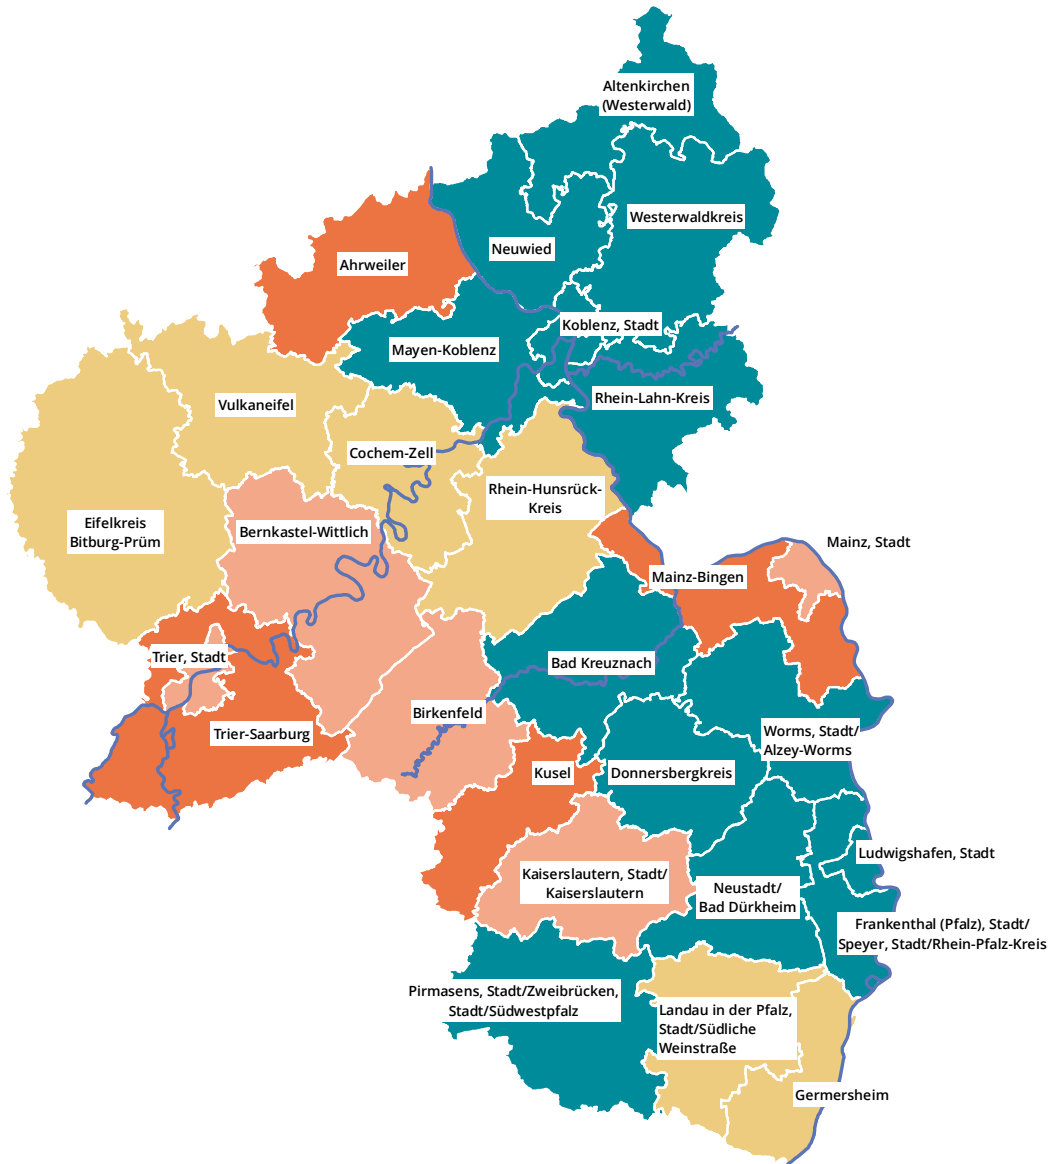 Altenkirchen
(Westerwald)
Westerwaldkreis
Neuwied
Ahrweiler
Koblenz, Stadt
Mayen-Koblenz
Rhein-Lahn-Kreis
Vulkaneifel
Cochem-Zell
Rhein-Hunsrück-
Kreis
Eifelkreis
Bitburg-Prüm
Bernkastel-Wittlich
Mainz, Stadt
Mainz-Bingen
Trier, Stadt
Bad Kreuznach
Birkenfeld
Trier-Saarburg
Worms, Stadt/
Alzey-Worms
Kusel
Donnersbergkreis
Ludwigshafen, Stadt
Kaiserslautern, Stadt/
Kaiserslautern
Neustadt/
Bad Dürkheim
Frankenthal (Pfalz), Stadt/
Speyer, Stadt/Rhein-Pfalz-Kreis
Pirmasens, Stadt/Zweibrücken,
Stadt/Südwestpfalz
Landau in der Pfalz,
Stadt/Südliche
Weinstraße
Germersheim